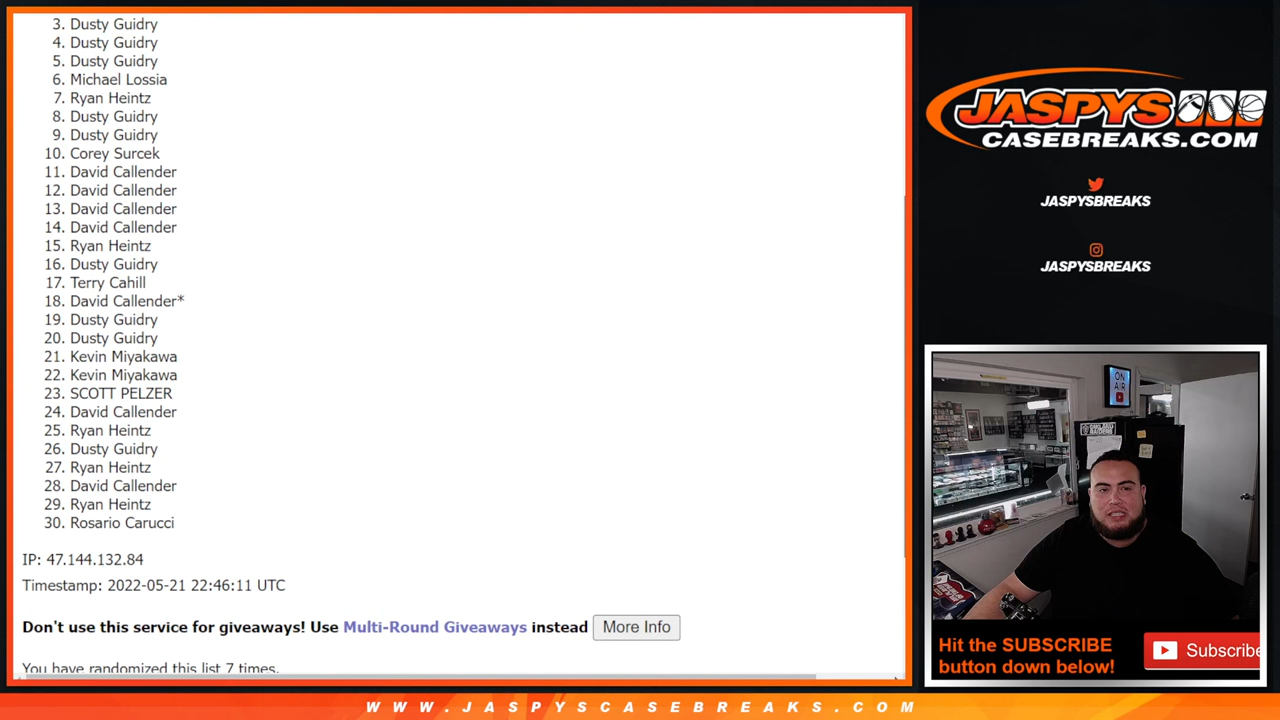 3. Dusty Guidry
4. Dusty Guidry
5. Dusty Guidry
6. Michael Lossia
7. Ryan Heintz
8. Dusty Guidry
9. Dusty Guidry
10. Corey Surcek
11. David Callender
12. David Callender
13. David Callender
14. David Callender
15. Ryan Heintz
16. Dusty Guidry
17. Terry Cahill
18. David Callender*
19. Dusty Guidry
20. Dusty Guidry
21. Kevin Miyakawa
22. Kevin Miyakawa
23. SCOTT PELZER
24. David Callender
25. Ryan Heintz
26. Dusty Guidry
27. Ryan Heintz
28. David Callender
29. Ryan Heintz
30. Rosario Carucci
IP: 47.144.132.84
Timestamp: 2022-05-21 22:46:11 UTC
Don't use this service for giveaways! Use Multi-Round Giveaways instead More Info
You have randomized this list 7 times.
JASPYS
CASEBREAKS.COM
JASPYSBREAKS
JASPYSBREAKS
ON
AIR
Hit the SUBSCRIBE
button down below!
Subscribe
WWW.JASPYSCASEBREAKS.COM